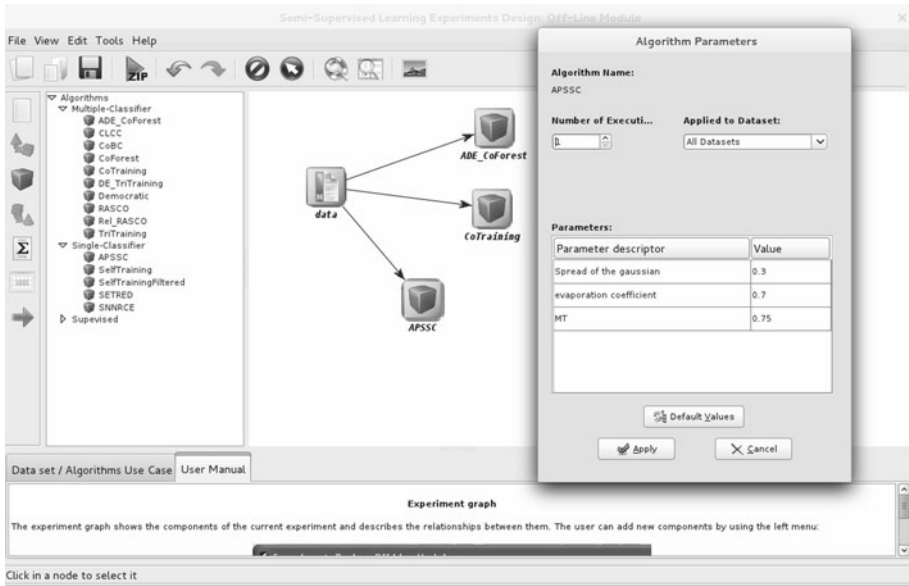 Semi-Supervised Learning Experiments Design: Off-Line Module
File View Edit Tools Help
ZIP
Algorithms
Multiple-Classifier
ADE_CoForest
CLCC
CoBC
CoForest
CoTraining
DE_TriTraining
Democratic
RASCO
Rel_RASCO
TriTraining
Single-Classifier
APSSC
SelfTraining
SelfTrainingFiltered
SETRED
SNNRCE
Supevised
data
ADE_CoForest
CoTraining
APSSC
Algorithm Parameters
Algorithm Name:
APSSC
Number of Executi... Applied to Dataset:
1 All Datasets
Parameters:
Parameter descriptor Value
Spread of the gaussian 0.3
evaporation coefficient 0.7
MT 0.75
Default Values
Apply Cancel
Data set / Algorithms Use Case User Manual
Experiment graph
The experiment graph shows the components of the current experiment and describes the relationships between them. The user can add new components by using the left menu:
Click in a node to select it